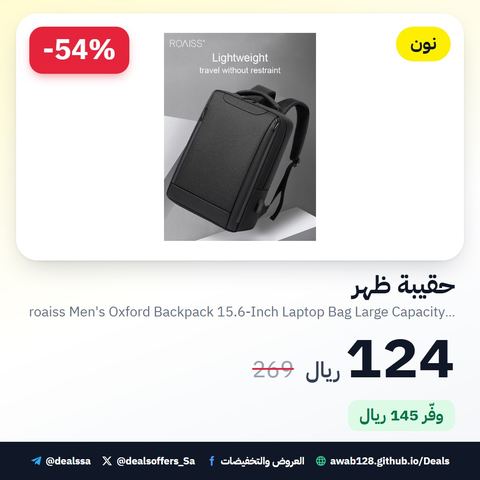 -54%
نون
ROAISS
Lightweight
travel without restraint
حقيبة ظهر
roaiss Men's Oxford Backpack 15.6-Inch Laptop Bag Large Capacity...
124 ريال 269
وفّر 145 ريال
@dealssa @dealsoffers_Sa العروض والتخفيضات awab128.github.io/Deals